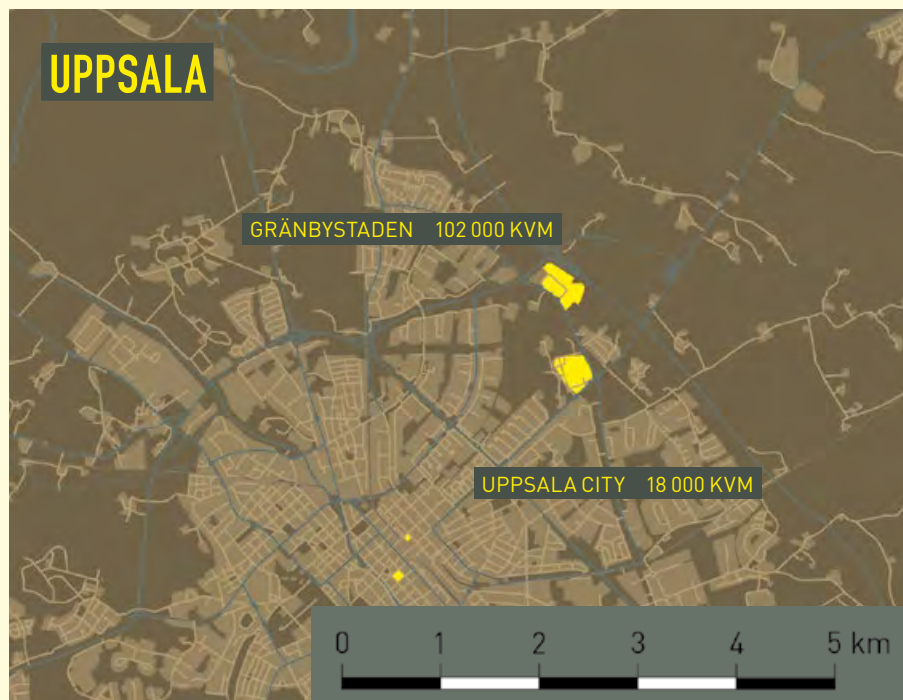 UPPSALA
GRÄNBYSTADEN 102 000 KVM
UPPSALA CITY 18 000 KVM
0 1 2 3 4 5 km